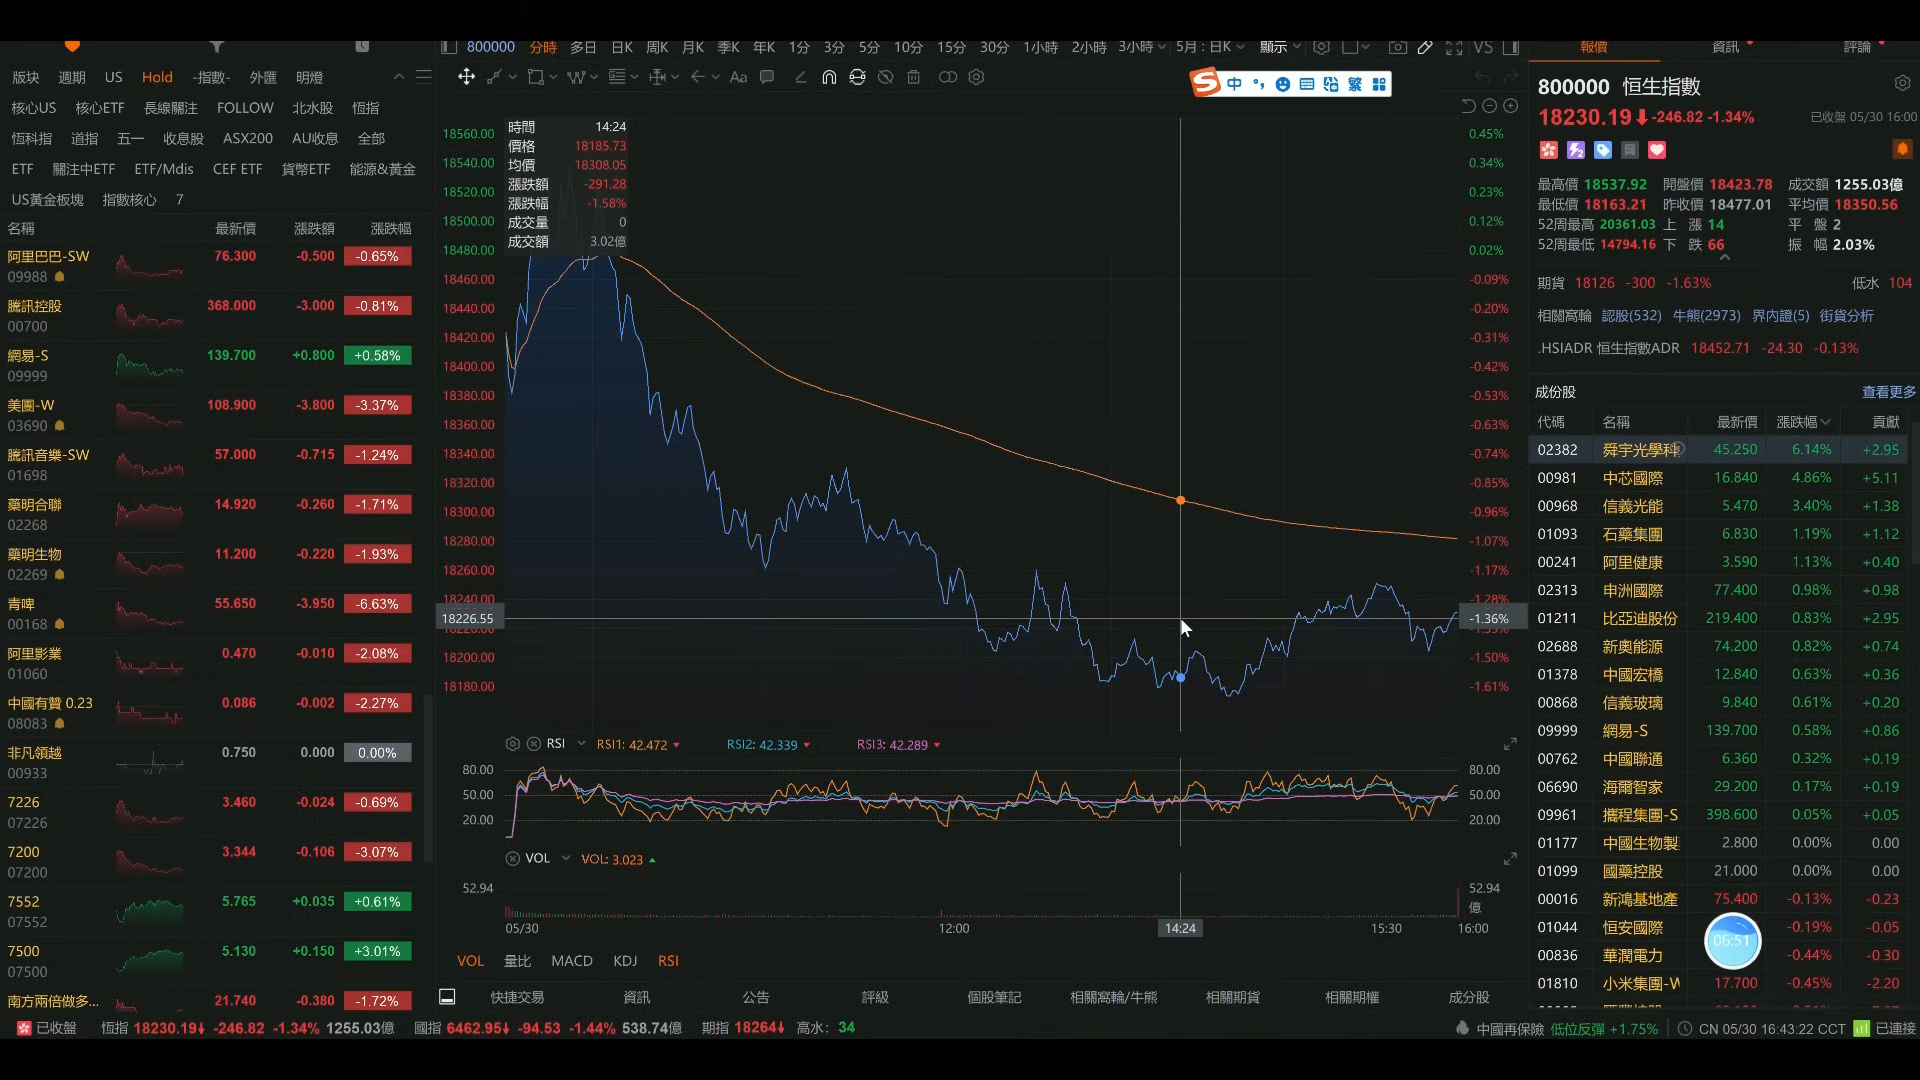 800000 分時 多日 日K 周K 月K 季K 年K 1分 3分 5分 10分 15分 30分 1小時 2小時 3小時 5月：日K 顯示 VS
報價 資訊 評論
版块 週期 US Hold -指數- 外匯 明燈
核心US 核心ETF 長線關注 FOLLOW 北水股 恆指
恆科指 道指 五一 收息股 ASX200 AU收息 全部
ETF 關注中ETF ETF/Mdis CEF ETF 貨幣ETF 能源&黃金
US黃金板塊 指數核心 7
名稱 最新價 漲跌額 漲跌幅
阿里巴巴-SW 76.300 -0.500 -0.65%
09988
騰訊控股 368.000 -3.000 -0.81%
00700
網易-S 139.700 +0.800 +0.58%
09999
美團-W 108.900 -3.800 -3.37%
03690
騰訊音樂-SW 57.000 -0.715 -1.24%
01698
藥明合聯 14.920 -0.260 -1.71%
02268
藥明生物 11.200 -0.220 -1.93%
02269
青啤 55.650 -3.950 -6.63%
00168
阿里影業 0.470 -0.010 -2.08%
01060
中國有贊 0.23 0.086 -0.002 -2.27%
08083
非凡領越 0.750 0.000 0.00%
00933
7226 3.460 -0.024 -0.69%
07226
7200 3.344 -0.106 -3.07%
07200
7552 5.765 +0.035 +0.61%
07552
7500 5.130 +0.150 +3.01%
07500
南方兩倍做多... 21.740 -0.380 -1.72%
Aa
中 繁
時間 14:24
價格 18185.73
均價 18308.05
漲跌額 -291.28
漲跌幅 -1.58%
成交量 0
成交額 3.02億
18560.00 0.45%
18540.00 0.34%
18520.00 0.23%
18500.00 0.12%
18480.00 0.02%
18460.00 -0.09%
18440.00 -0.20%
18420.00 -0.31%
18400.00 -0.42%
18380.00 -0.53%
18360.00 -0.63%
18340.00 -0.74%
18320.00 -0.85%
18300.00 -0.96%
18280.00 -1.07%
18260.00 -1.17%
18240.00 -1.28%
18226.55 -1.36%
18200.00 -1.50%
18180.00 -1.61%
RSI RSI1: 42.472 RSI2: 42.339 RSI3: 42.289
80.00 80.00
50.00 50.00
20.00 20.00
VOL VOL: 3.023
52.94 52.94
億
05/30 12:00 14:24 15:30 16:00
VOL 量比 MACD KDJ RSI
快捷交易 資訊 公告 評級 個股筆記 相關窩輪/牛熊 相關期貨 相關期權 成分股
800000 恒生指數
18230.19 -246.82 -1.34% 已收盤 05/30 16:00
最高價 18537.92 開盤價 18423.78 成交額 1255.03億
最低價 18163.21 昨收價 18477.01 平均價 18350.56
52周最高 20361.03 上 漲 14 平 盤 2
52周最低 14794.16 下 跌 66 振 幅 2.03%
期貨 18126 -300 -1.63% 低水 104
相關窩輪 認股(532) 牛熊(2973) 界內證(5) 街貨分析
.HSIADR 恒生指數ADR 18452.71 -24.30 -0.13%
成份股 查看更多
代碼 名稱 最新價 漲跌幅 貢獻
02382 舜宇光學科 45.250 6.14% +2.95
00981 中芯國際 16.840 4.86% +5.11
00968 信義光能 5.470 3.40% +1.38
01093 石藥集團 6.830 1.19% +1.12
00241 阿里健康 3.590 1.13% +0.40
02313 申洲國際 77.400 0.98% +0.98
01211 比亞迪股份 219.400 0.83% +2.95
02688 新奧能源 74.200 0.82% +0.74
01378 中國宏橋 12.840 0.63% +0.36
00868 信義玻璃 9.840 0.61% +0.20
09999 網易-S 139.700 0.58% +0.86
00762 中國聯通 6.360 0.32% +0.19
06690 海爾智家 29.200 0.17% +0.19
09961 攜程集團-S 398.600 0.05% +0.05
01177 中國生物製 2.800 0.00% 0.00
01099 國藥控股 21.000 0.00% 0.00
00016 新鴻基地產 75.400 -0.13% -0.23
01044 恒安國際 -0.19% -0.05
00836 華潤電力 -0.44% -0.30
01810 小米集團-W 17.700 -0.45% -2.20
06:51
已收盤 恆指 18230.19 -246.82 -1.34% 1255.03億 國指 6462.95 -94.53 -1.44% 538.74億 期指 18264 高水: 34
中國再保險 低位反彈 +1.75% CN 05/30 16:43:22 CCT 已連接